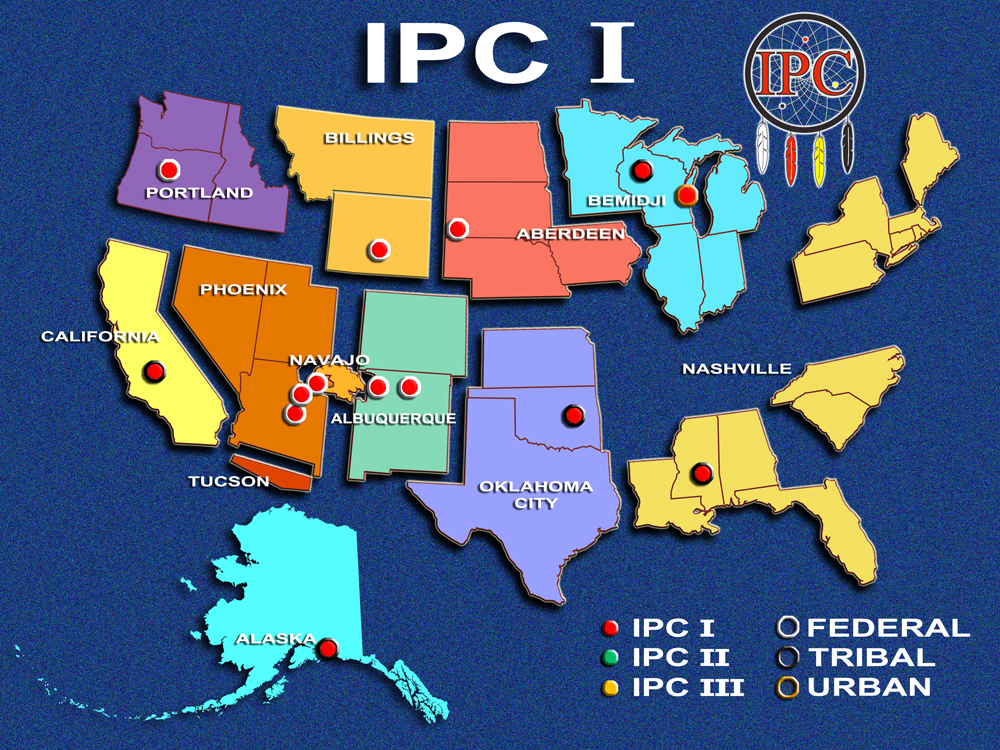 IPC I
IPC
BILLINGS
PORTLAND
BEMIDJI
ABERDEEN
PHOENIX
CALIFORNIA
NAVAJO
NASHVILLE
ALBUQUERQUE
TUCSON
OKLAHOMA
CITY
ALASKA
IPC I
FEDERAL
IPC II
TRIBAL
IPC III
URBAN